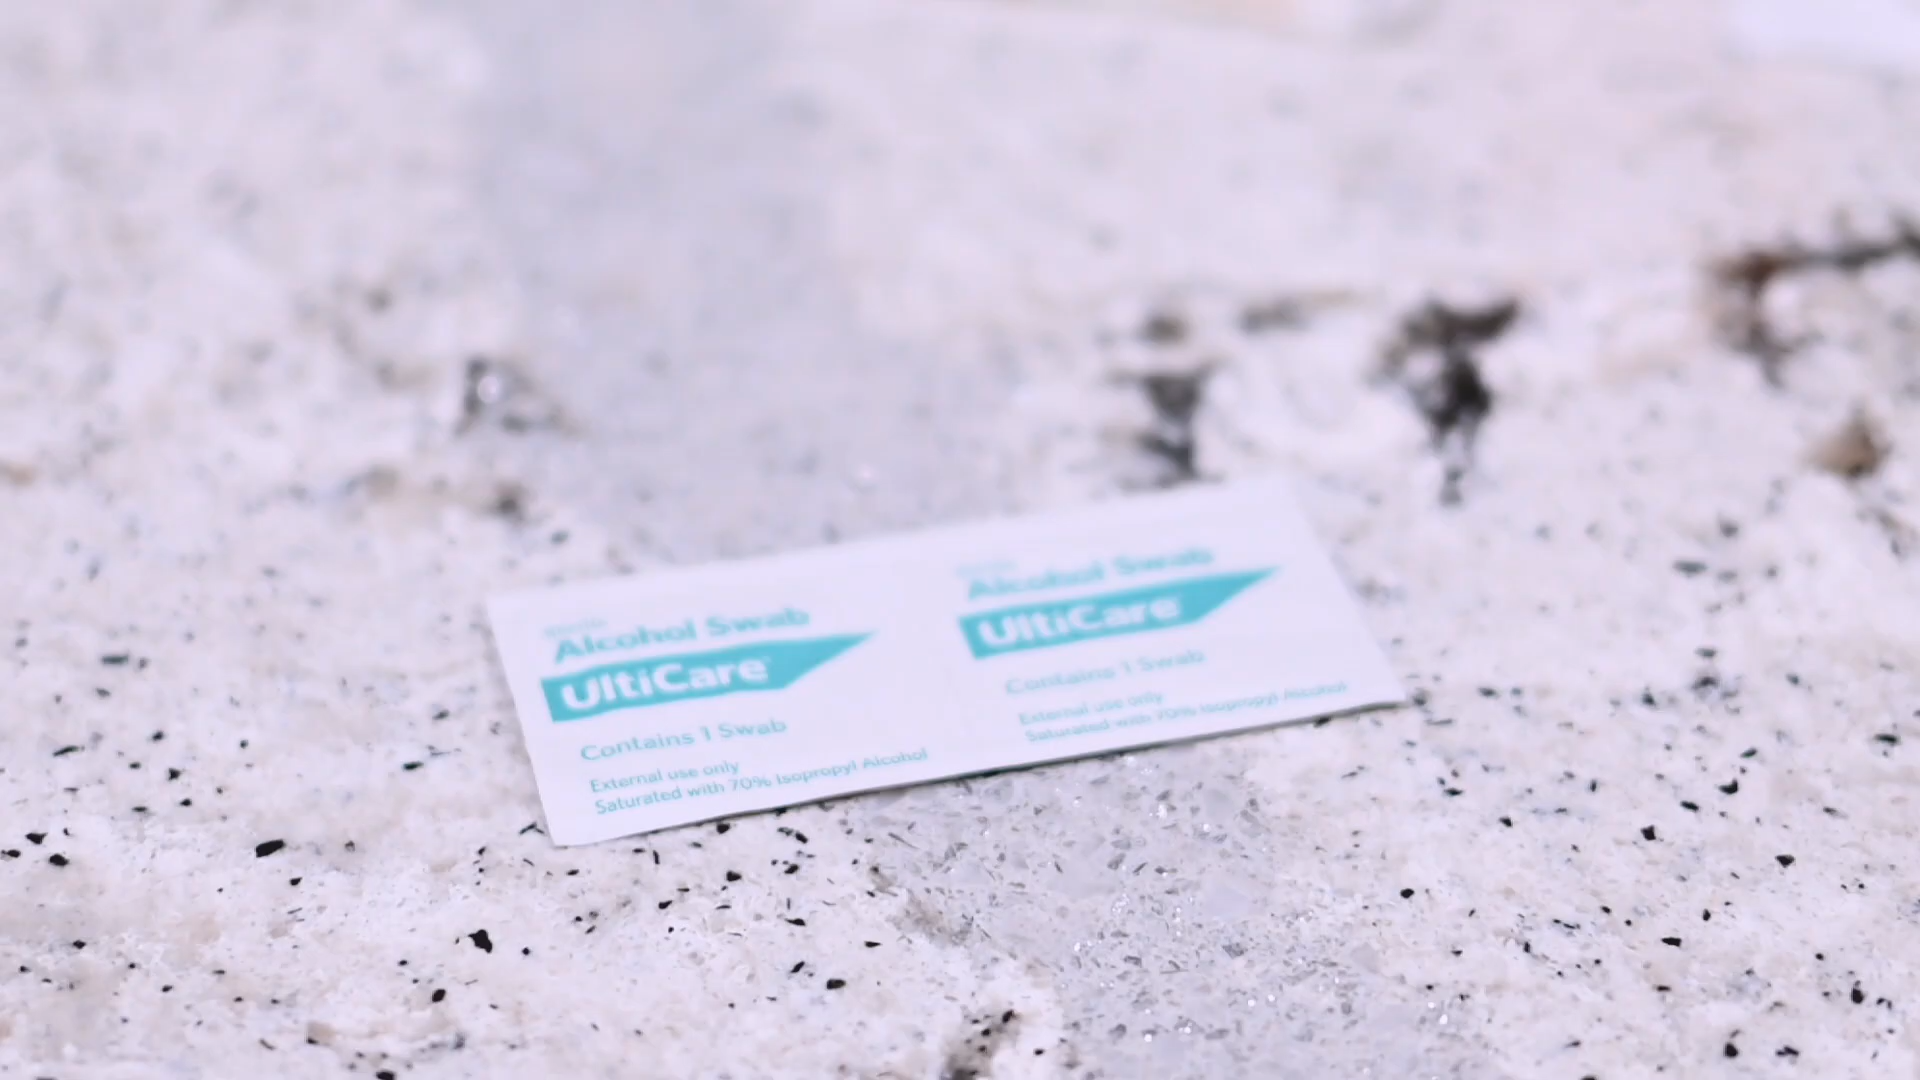 Alcohol Swab
UltiCare
Contains 1 Swab
External use only
Saturated with 70% Isopropyl Alcohol
Alcohol Swab
UltiCare
Contains 1 Swab
External use only
Saturated with 70% Isopropyl Alcohol